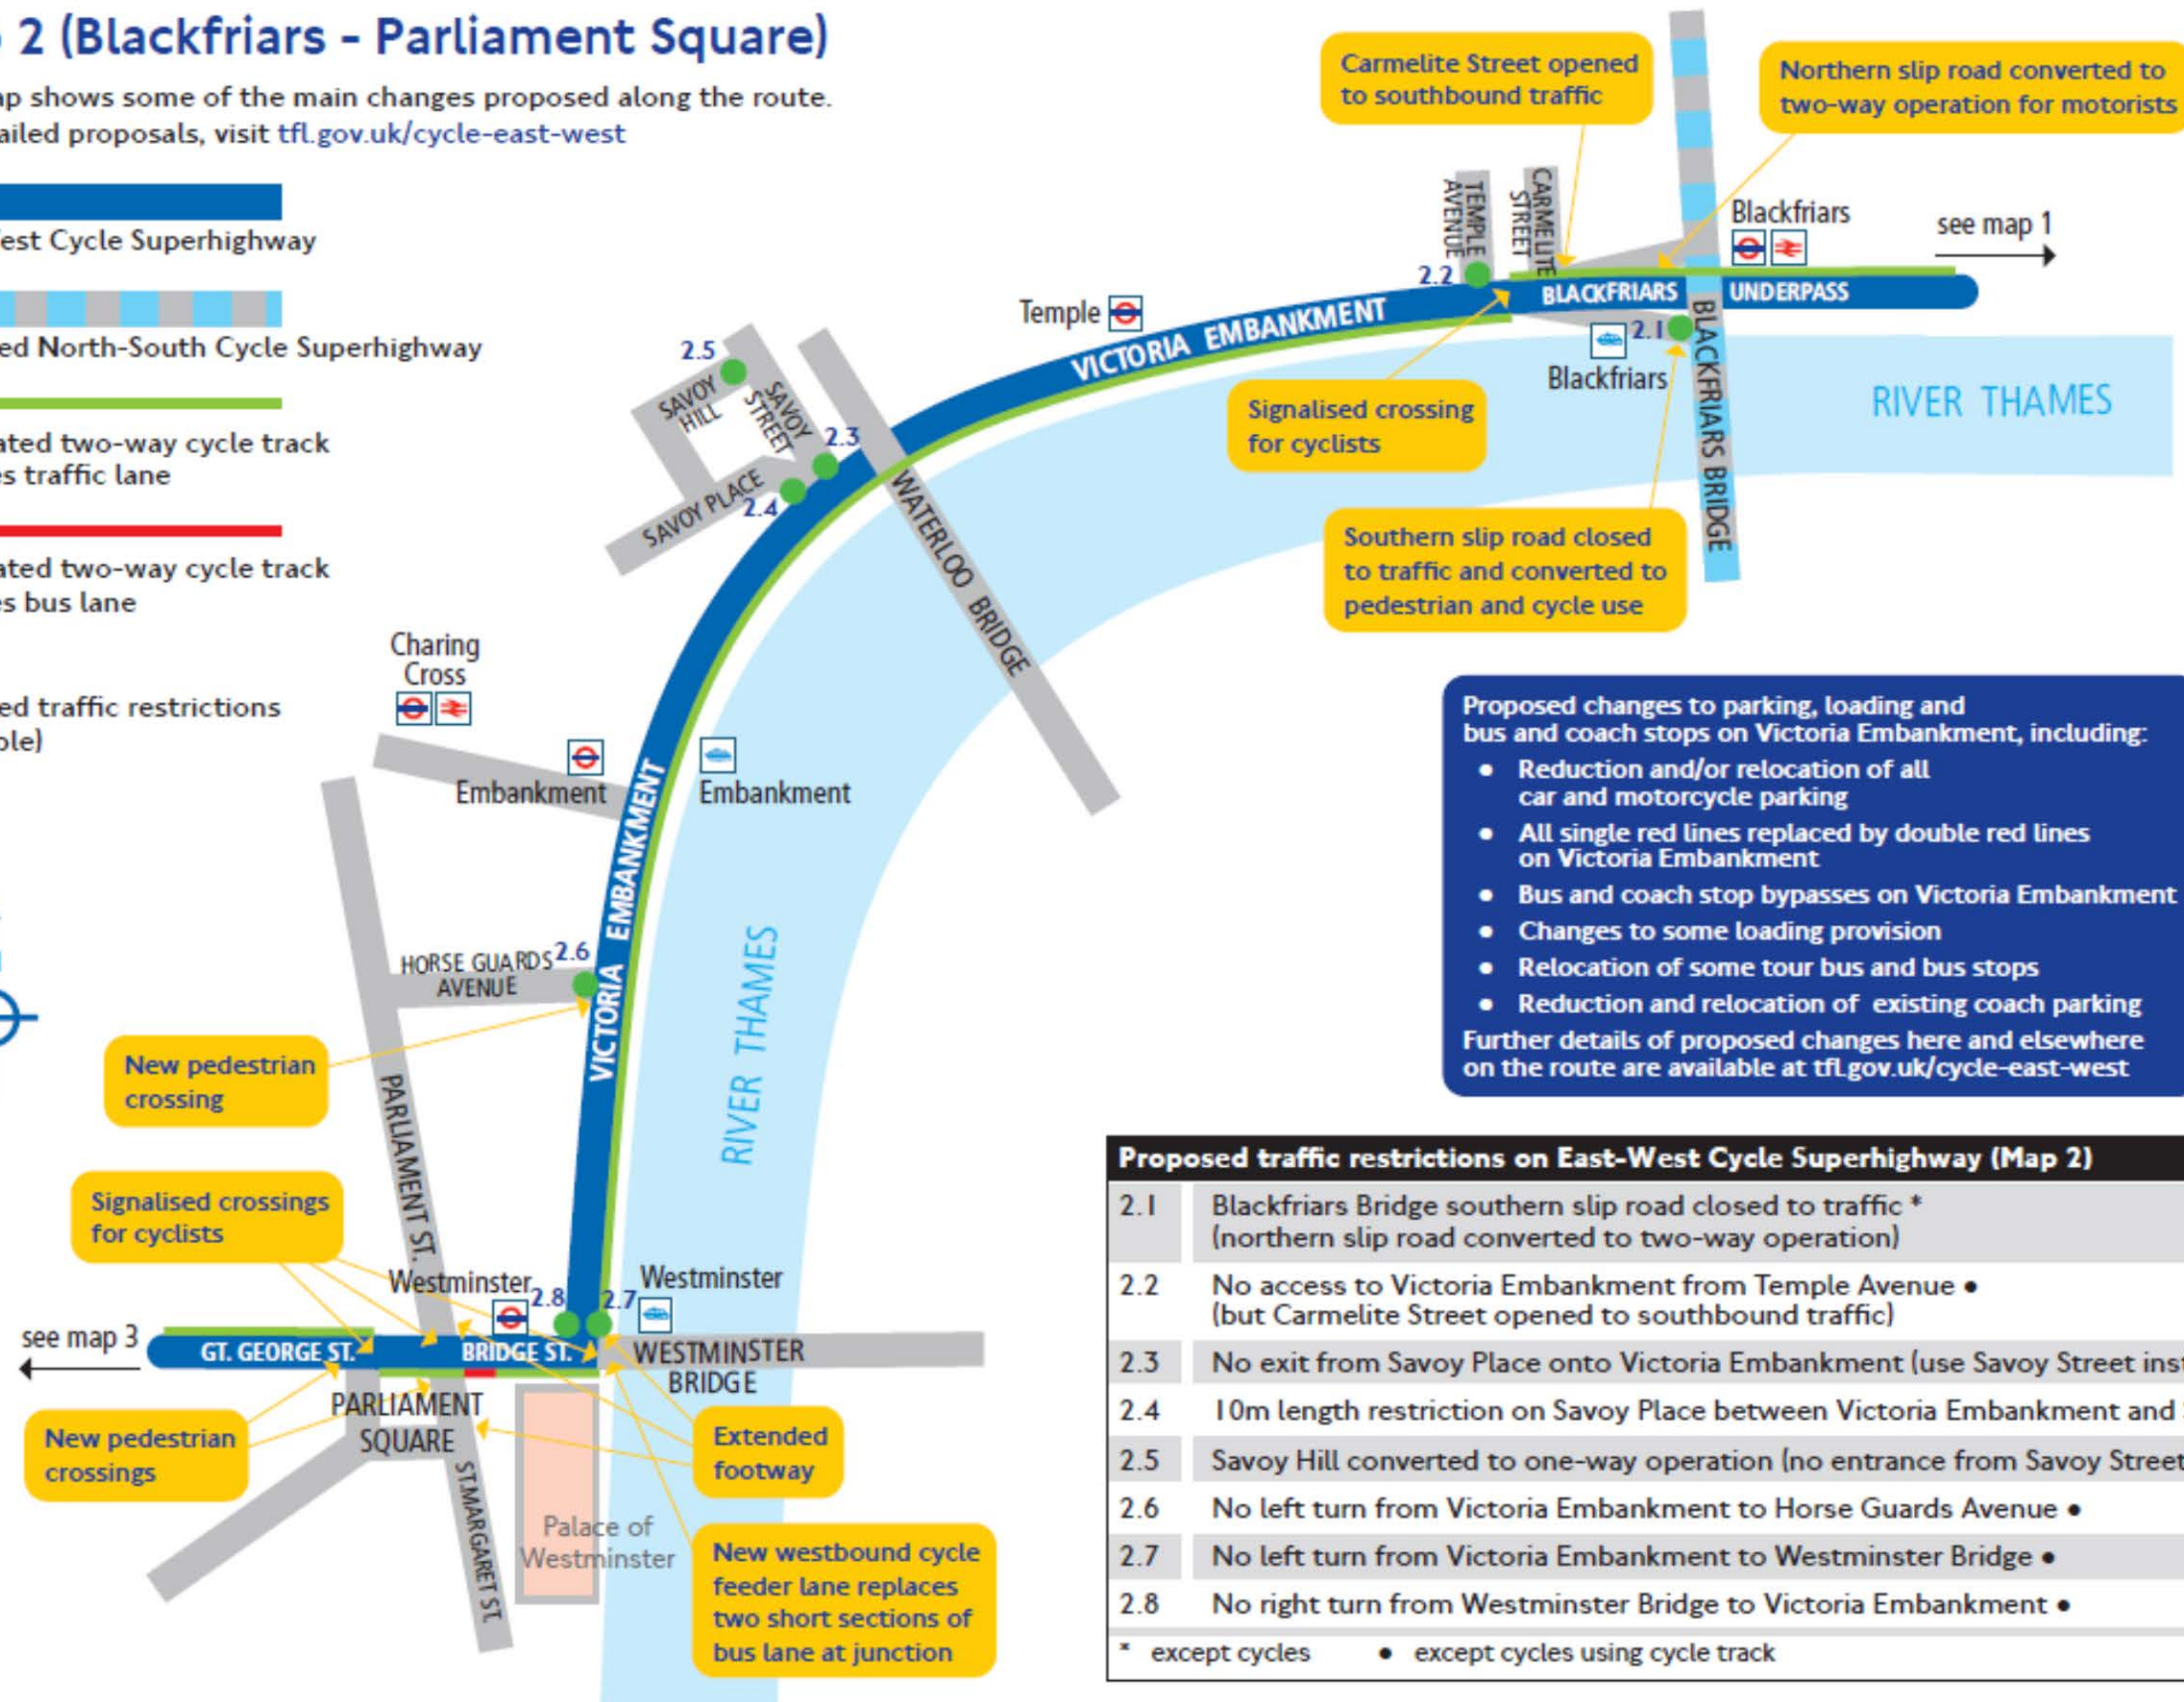 2 (Blackfriars - Parliament Square)
shows some of the main changes proposed along the route.
proposals, visit tfl.gov.uk/cycle-east-west
Cycle Superhighway
North-South Cycle Superhighway
two-way cycle track
traffic lane
two-way cycle track
bus lane
traffic restrictions
Carmelite Street opened
to southbound traffic
Northern slip road converted to
two-way operation for motorists
TEMPLE
AVENUE
CARMELITE
STREET
Blackfriars
see map 1
2.2
BLACKFRIARS UNDERPASS
2.1
Blackfriars
BLACKFRIARS BRIDGE
RIVER THAMES
Temple
VICTORIA EMBANKMENT
Signalised crossing
for cyclists
Southern slip road closed
to traffic and converted to
pedestrian and cycle use
2.5
SAVOY
HILL
SAVOY
STREET
2.3
SAVOY PLACE
2.4
WATERLOO BRIDGE
Charing
Cross
Embankment
Embankment
VICTORIA EMBANKMENT
HORSE GUARDS
AVENUE
2.6
RIVER THAMES
New pedestrian
crossing
PARLIAMENT ST.
Signalised crossings
for cyclists
Westminster
2.8
2.7
Westminster
see map 3
GT. GEORGE ST.
BRIDGE ST.
WESTMINSTER
BRIDGE
PARLIAMENT
SQUARE
New pedestrian
crossings
ST.MARGARET ST.
Extended
footway
Palace of
Westminster
New westbound cycle
feeder lane replaces
two short sections of
bus lane at junction
Proposed changes to parking, loading and
bus and coach stops on Victoria Embankment, including:
• Reduction and/or relocation of all
car and motorcycle parking
• All single red lines replaced by double red lines
on Victoria Embankment
• Bus and coach stop bypasses on Victoria Embankment
• Changes to some loading provision
• Relocation of some tour bus and bus stops
• Reduction and relocation of existing coach parking
Further details of proposed changes here and elsewhere
on the route are available at tfl.gov.uk/cycle-east-west
Proposed traffic restrictions on East-West Cycle Superhighway (Map 2)
2.1 Blackfriars Bridge southern slip road closed to traffic *
(northern slip road converted to two-way operation)
2.2 No access to Victoria Embankment from Temple Avenue •
(but Carmelite Street opened to southbound traffic)
2.3 No exit from Savoy Place onto Victoria Embankment (use Savoy Street
2.4 10m length restriction on Savoy Place between Victoria Embankment and
2.5 Savoy Hill converted to one-way operation (no entrance from Savoy Street
2.6 No left turn from Victoria Embankment to Horse Guards Avenue •
2.7 No left turn from Victoria Embankment to Westminster Bridge •
2.8 No right turn from Westminster Bridge to Victoria Embankment •
* except cycles • except cycles using cycle track